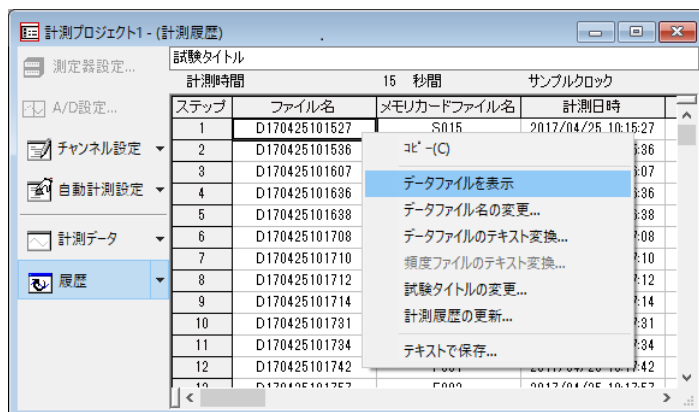 計測プロジェクト1 - (計測履歴)
測定器設定...
A/D設定...
チャンネル設定
自動計測設定
計測データ
履歴
試験タイトル
計測時間 15 秒間 サンプルクロック
ステップ ファイル名 メモリカードファイル名 計測日時
1 D170425101527 S015 2017/04/25 10:15:27
2 D170425101536
3 D170425101607
4 D170425101636
5 D170425101638
6 D170425101708
7 D170425101710
8 D170425101712
9 D170425101714
10 D170425101731
11 D170425101734
12 D170425101742
コピー(C)
データファイルを表示
データファイル名の変更...
データファイルのテキスト変換...
頻度ファイルのテキスト変換...
試験タイトルの変更...
計測履歴の更新...
テキストで保存...